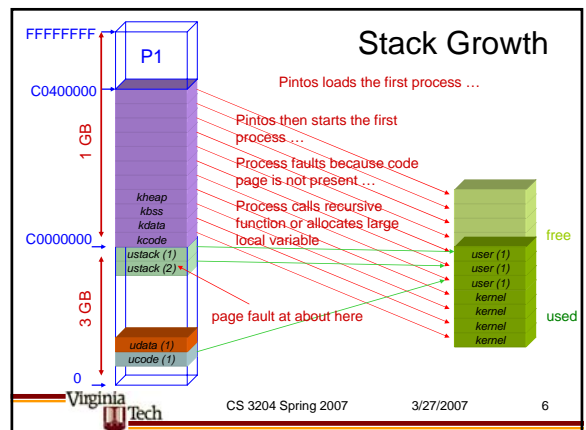 Stack Growth
FFFFFFFF
P1
C0400000
Pintos loads the first process …
1 GB
Pintos then starts the first
process …
Process faults because code
page is not present …
Process calls recursive
function or allocates large
local variable
kheap
kbss
kdata
kcode
C0000000
ustack (1)
ustack (2)
3 GB
page fault at about here
udata (1)
ucode (1)
0
free
user (1)
user (1)
user (1)
kernel
kernel
kernel
kernel
used
Virginia
Tech
CS 3204 Spring 2007
3/27/2007
6